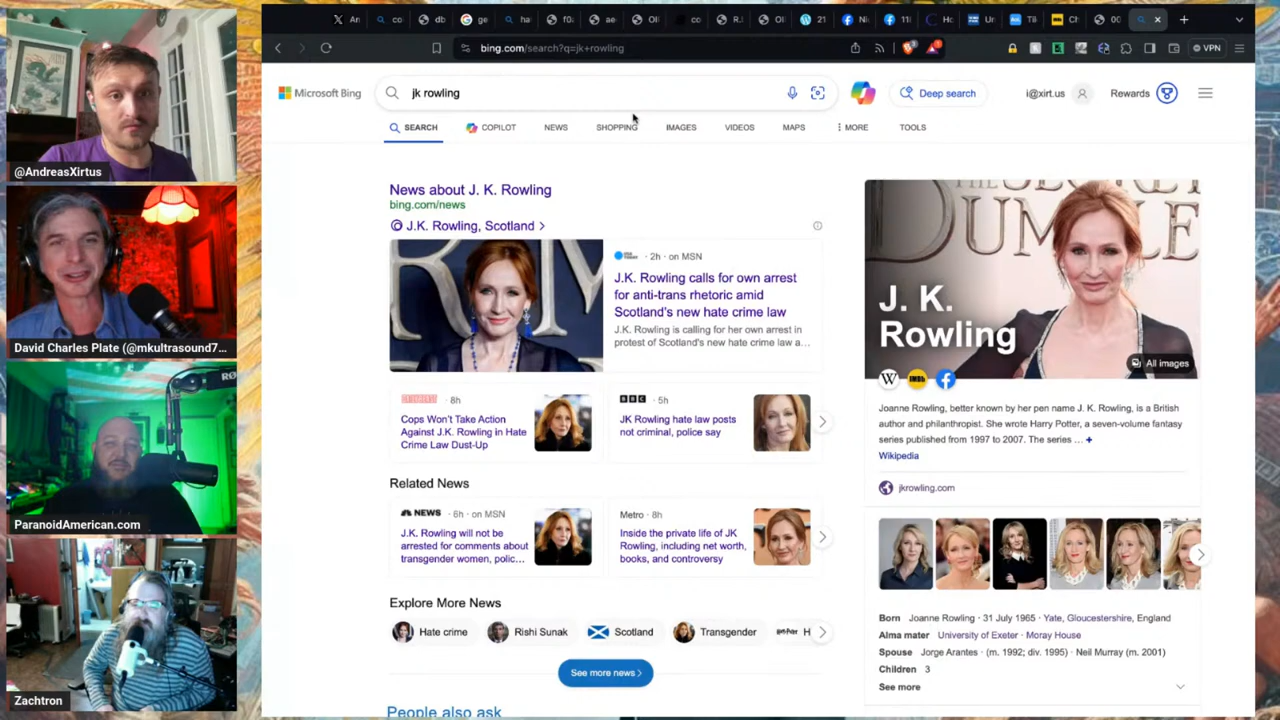 @AndreasXirtus
David Charles Plate (@mkultrasound7...
ParanoidAmerican.com
Zachtron
bing.com/search?q=jk+rowling
VPN
Microsoft Bing
jk rowling
Deep search
i@xirt.us
Rewards
SEARCH
COPILOT
NEWS
SHOPPING
IMAGES
VIDEOS
MAPS
MORE
TOOLS
News about J. K. Rowling
bing.com/news
J.K. Rowling, Scotland >
2h · on MSN
J.K. Rowling calls for own arrest
for anti-trans rhetoric amid
Scotland's new hate crime law
J.K. Rowling is calling for her own arrest in
protest of Scotland's new hate crime law a...
8h
Cops Won't Take Action
Against J.K. Rowling in Hate
Crime Law Dust-Up
BBC
5h
JK Rowling hate law posts
not criminal, police say
Related News
NEWS · 6h · on MSN
J.K. Rowling will not be
arrested for comments about
transgender women, polic...
Metro · 8h
Inside the private life of JK
Rowling, including net worth,
books, and controversy
Explore More News
Hate crime
Rishi Sunak
Scotland
Transgender
H
See more news >
People also ask
J. K.
Rowling
All images
W
IMDb
Joanne Rowling, better known by her pen name J. K. Rowling, is a British
author and philanthropist. She wrote Harry Potter, a seven-volume fantasy
series published from 1997 to 2007. The series ... +
Wikipedia
jkrowling.com
Born Joanne Rowling · 31 July 1965 · Yate, Gloucestershire, England
Alma mater University of Exeter · Moray House
Spouse Jorge Arantes · (m. 1992; div. 1995) · Neil Murray (m. 2001)
Children 3
See more